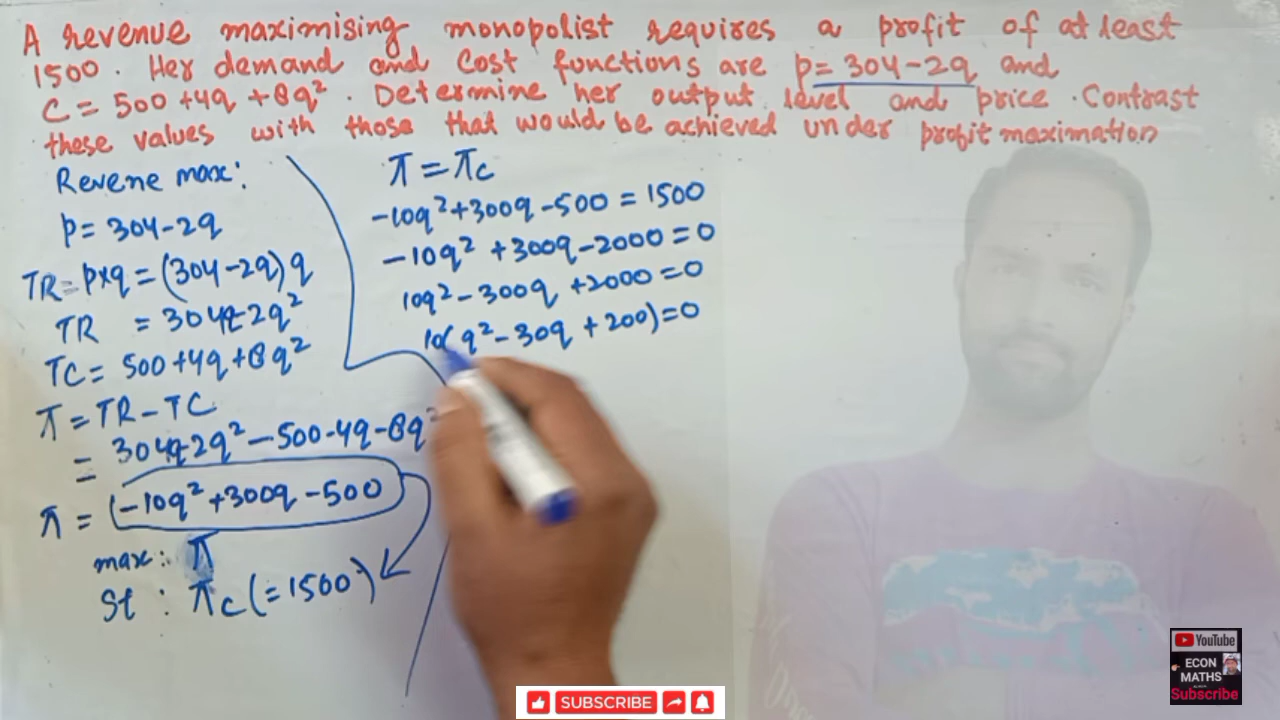 A revenue maximising monopolist requires a profit of at least
1500. Her demand and cost functions are p = 304-2q and
C = 500 +4q +8q². Determine her output level and price. Contrast
these values with those that would be achieved under profit maximation
Revene max:
p = 304-2q
TR = p×q = (304-2q) q
TR = 304q-2q²
TC = 500+4q+8q²
π = TR-TC
= 304q-2q²-500-4q-8q²
π = (-10q²+300q-500
max: π
St : πc (=1500)
π = πc
-10q²+300q-500 = 1500
-10q² +300q-2000 = 0
10q²-300q +2000 = 0
10( q²-30q +200)=0
YouTube
ECON
MATHS
Subscribe
SUBSCRIBE